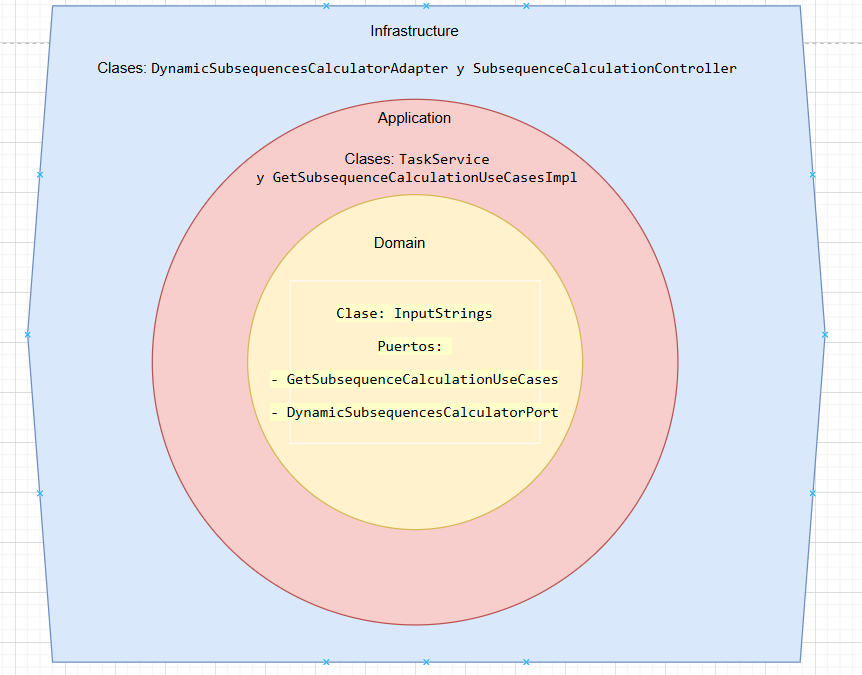 Infrastructure
Clases: DynamicSubsequencesCalculatorAdapter y SubsequenceCalculationController
Application
Clases: TaskService
y GetSubsequenceCalculationUseCasesImpl
Domain
Clase: InputStrings
Puertos:
- GetSubsequenceCalculationUseCases
- DynamicSubsequencesCalculatorPort